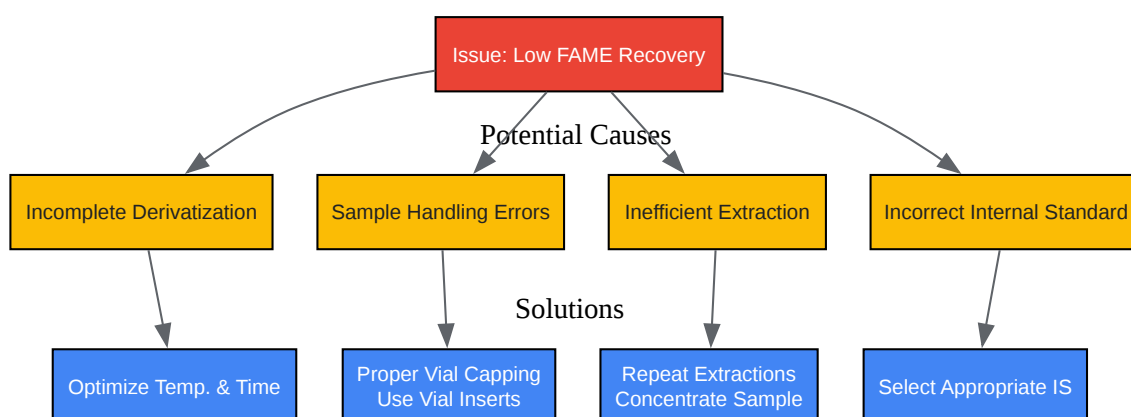 Issue: Low FAME Recovery
Potential Causes
Incomplete Derivatization
Sample Handling Errors
Inefficient Extraction
Incorrect Internal Standard
Solutions
Optimize Temp. & Time
Proper Vial Capping
Use Vial Inserts
Repeat Extractions
Concentrate Sample
Select Appropriate IS